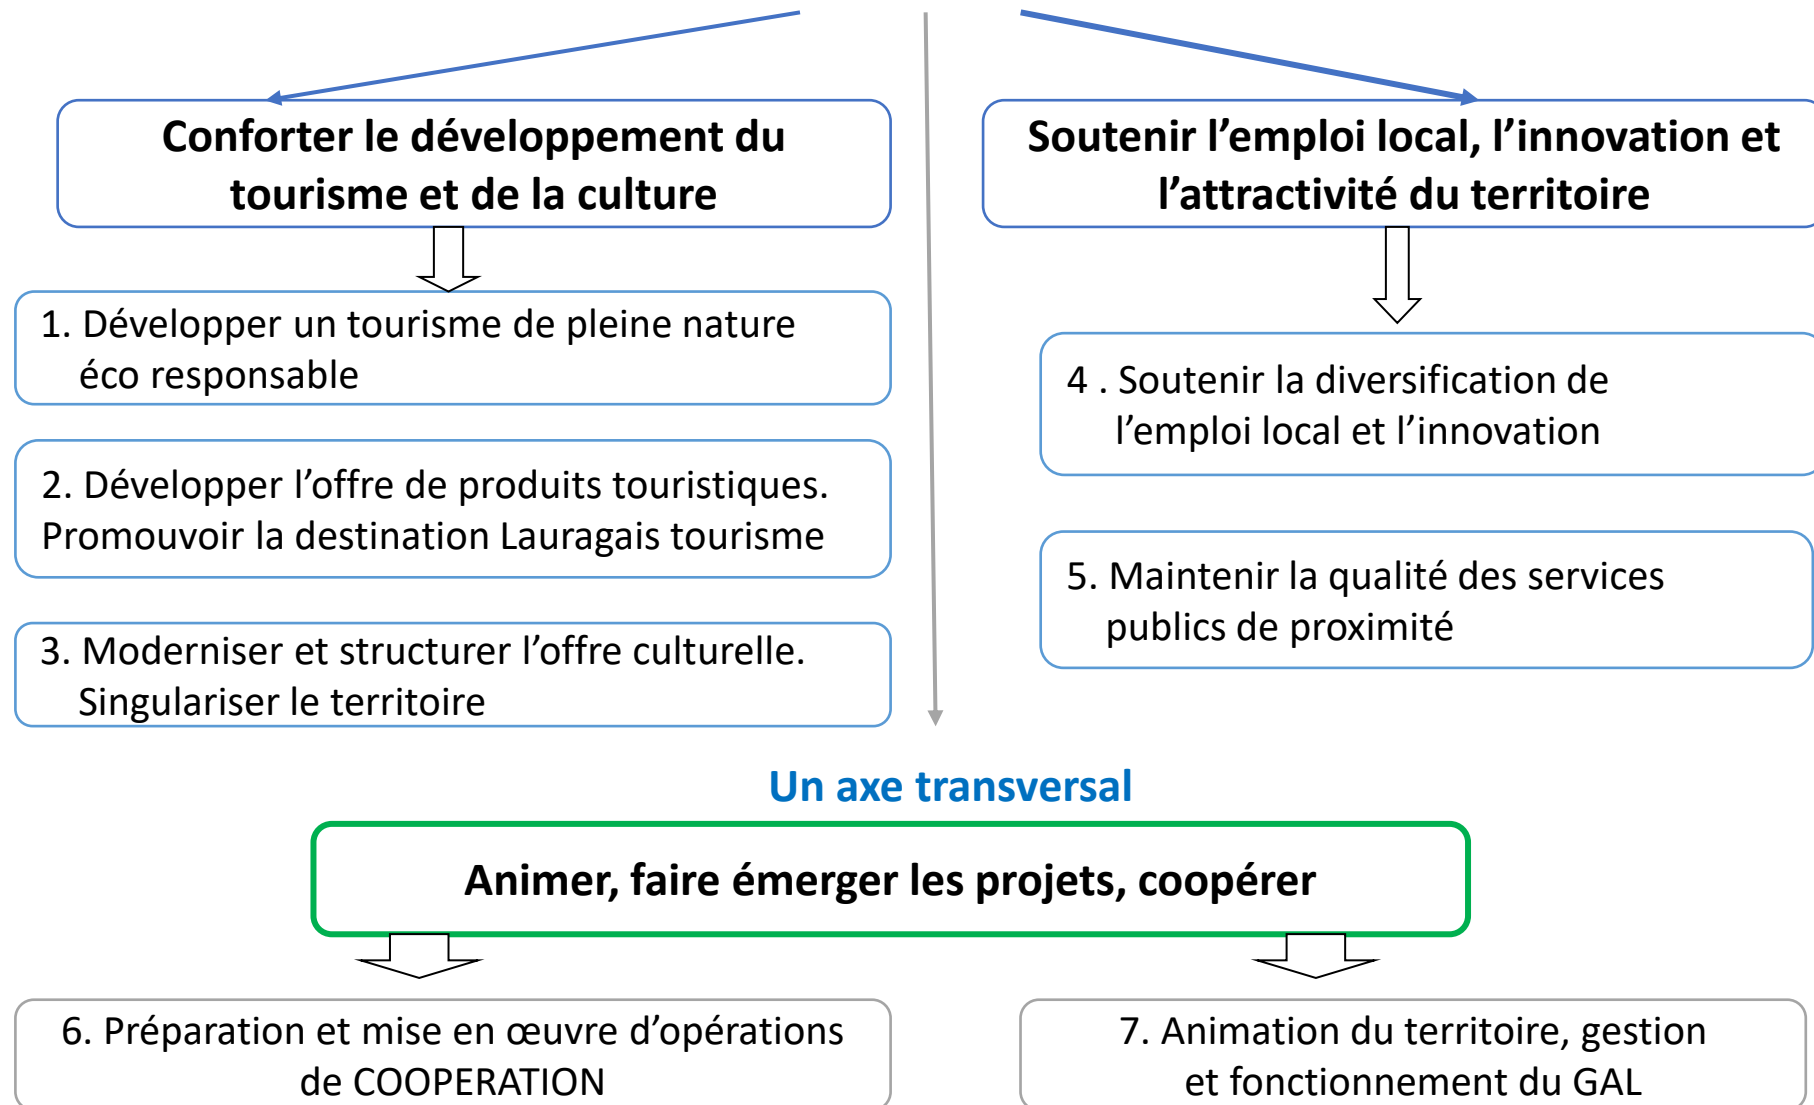 Conforter le développement du
tourisme et de la culture
1. Développer un tourisme de pleine nature
éco responsable
2. Développer l’offre de produits touristiques.
Promouvoir la destination Lauragais tourisme
3. Moderniser et structurer l’offre culturelle.
Singulariser le territoire
Soutenir l’emploi local, l’innovation et
l’attractivité du territoire
4 . Soutenir la diversification de
l’emploi local et l’innovation
5. Maintenir la qualité des services
publics de proximité
Un axe transversal
Animer, faire émerger les projets, coopérer
6. Préparation et mise en œuvre d’opérations
de COOPERATION
7. Animation du territoire, gestion
et fonctionnement du GAL